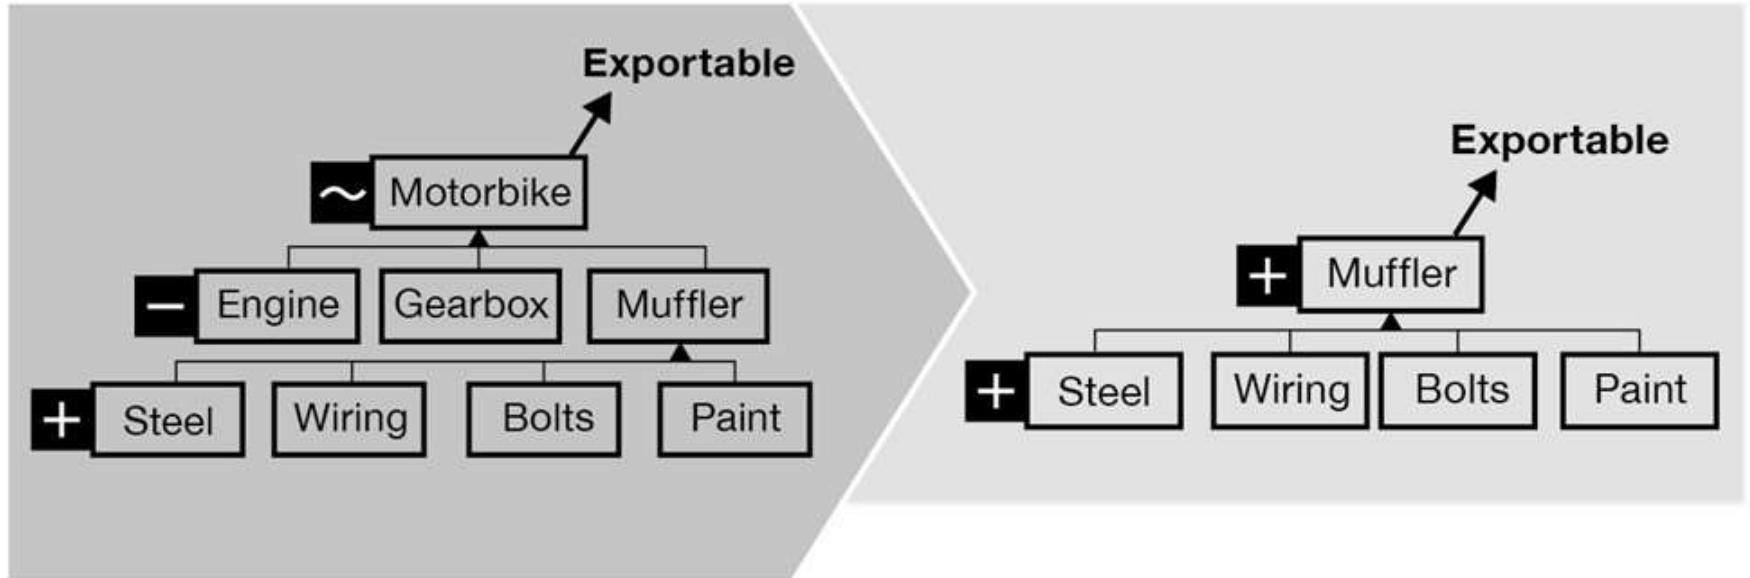 Exportable
~ Motorbike
− Engine Gearbox Muffler
+ Steel Wiring Bolts Paint
Exportable
+ Muffler
+ Steel Wiring Bolts Paint